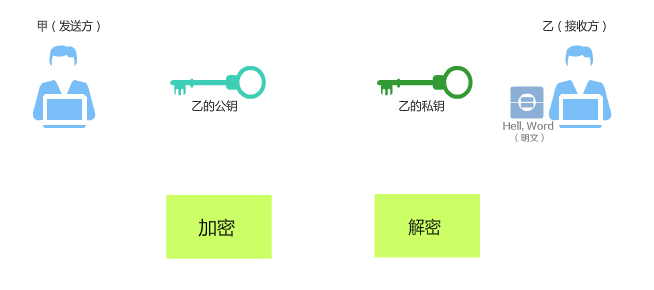 甲（发送方）
乙（接收方）
乙的公钥
乙的私钥
Hell, Word
（明文）
加密
解密